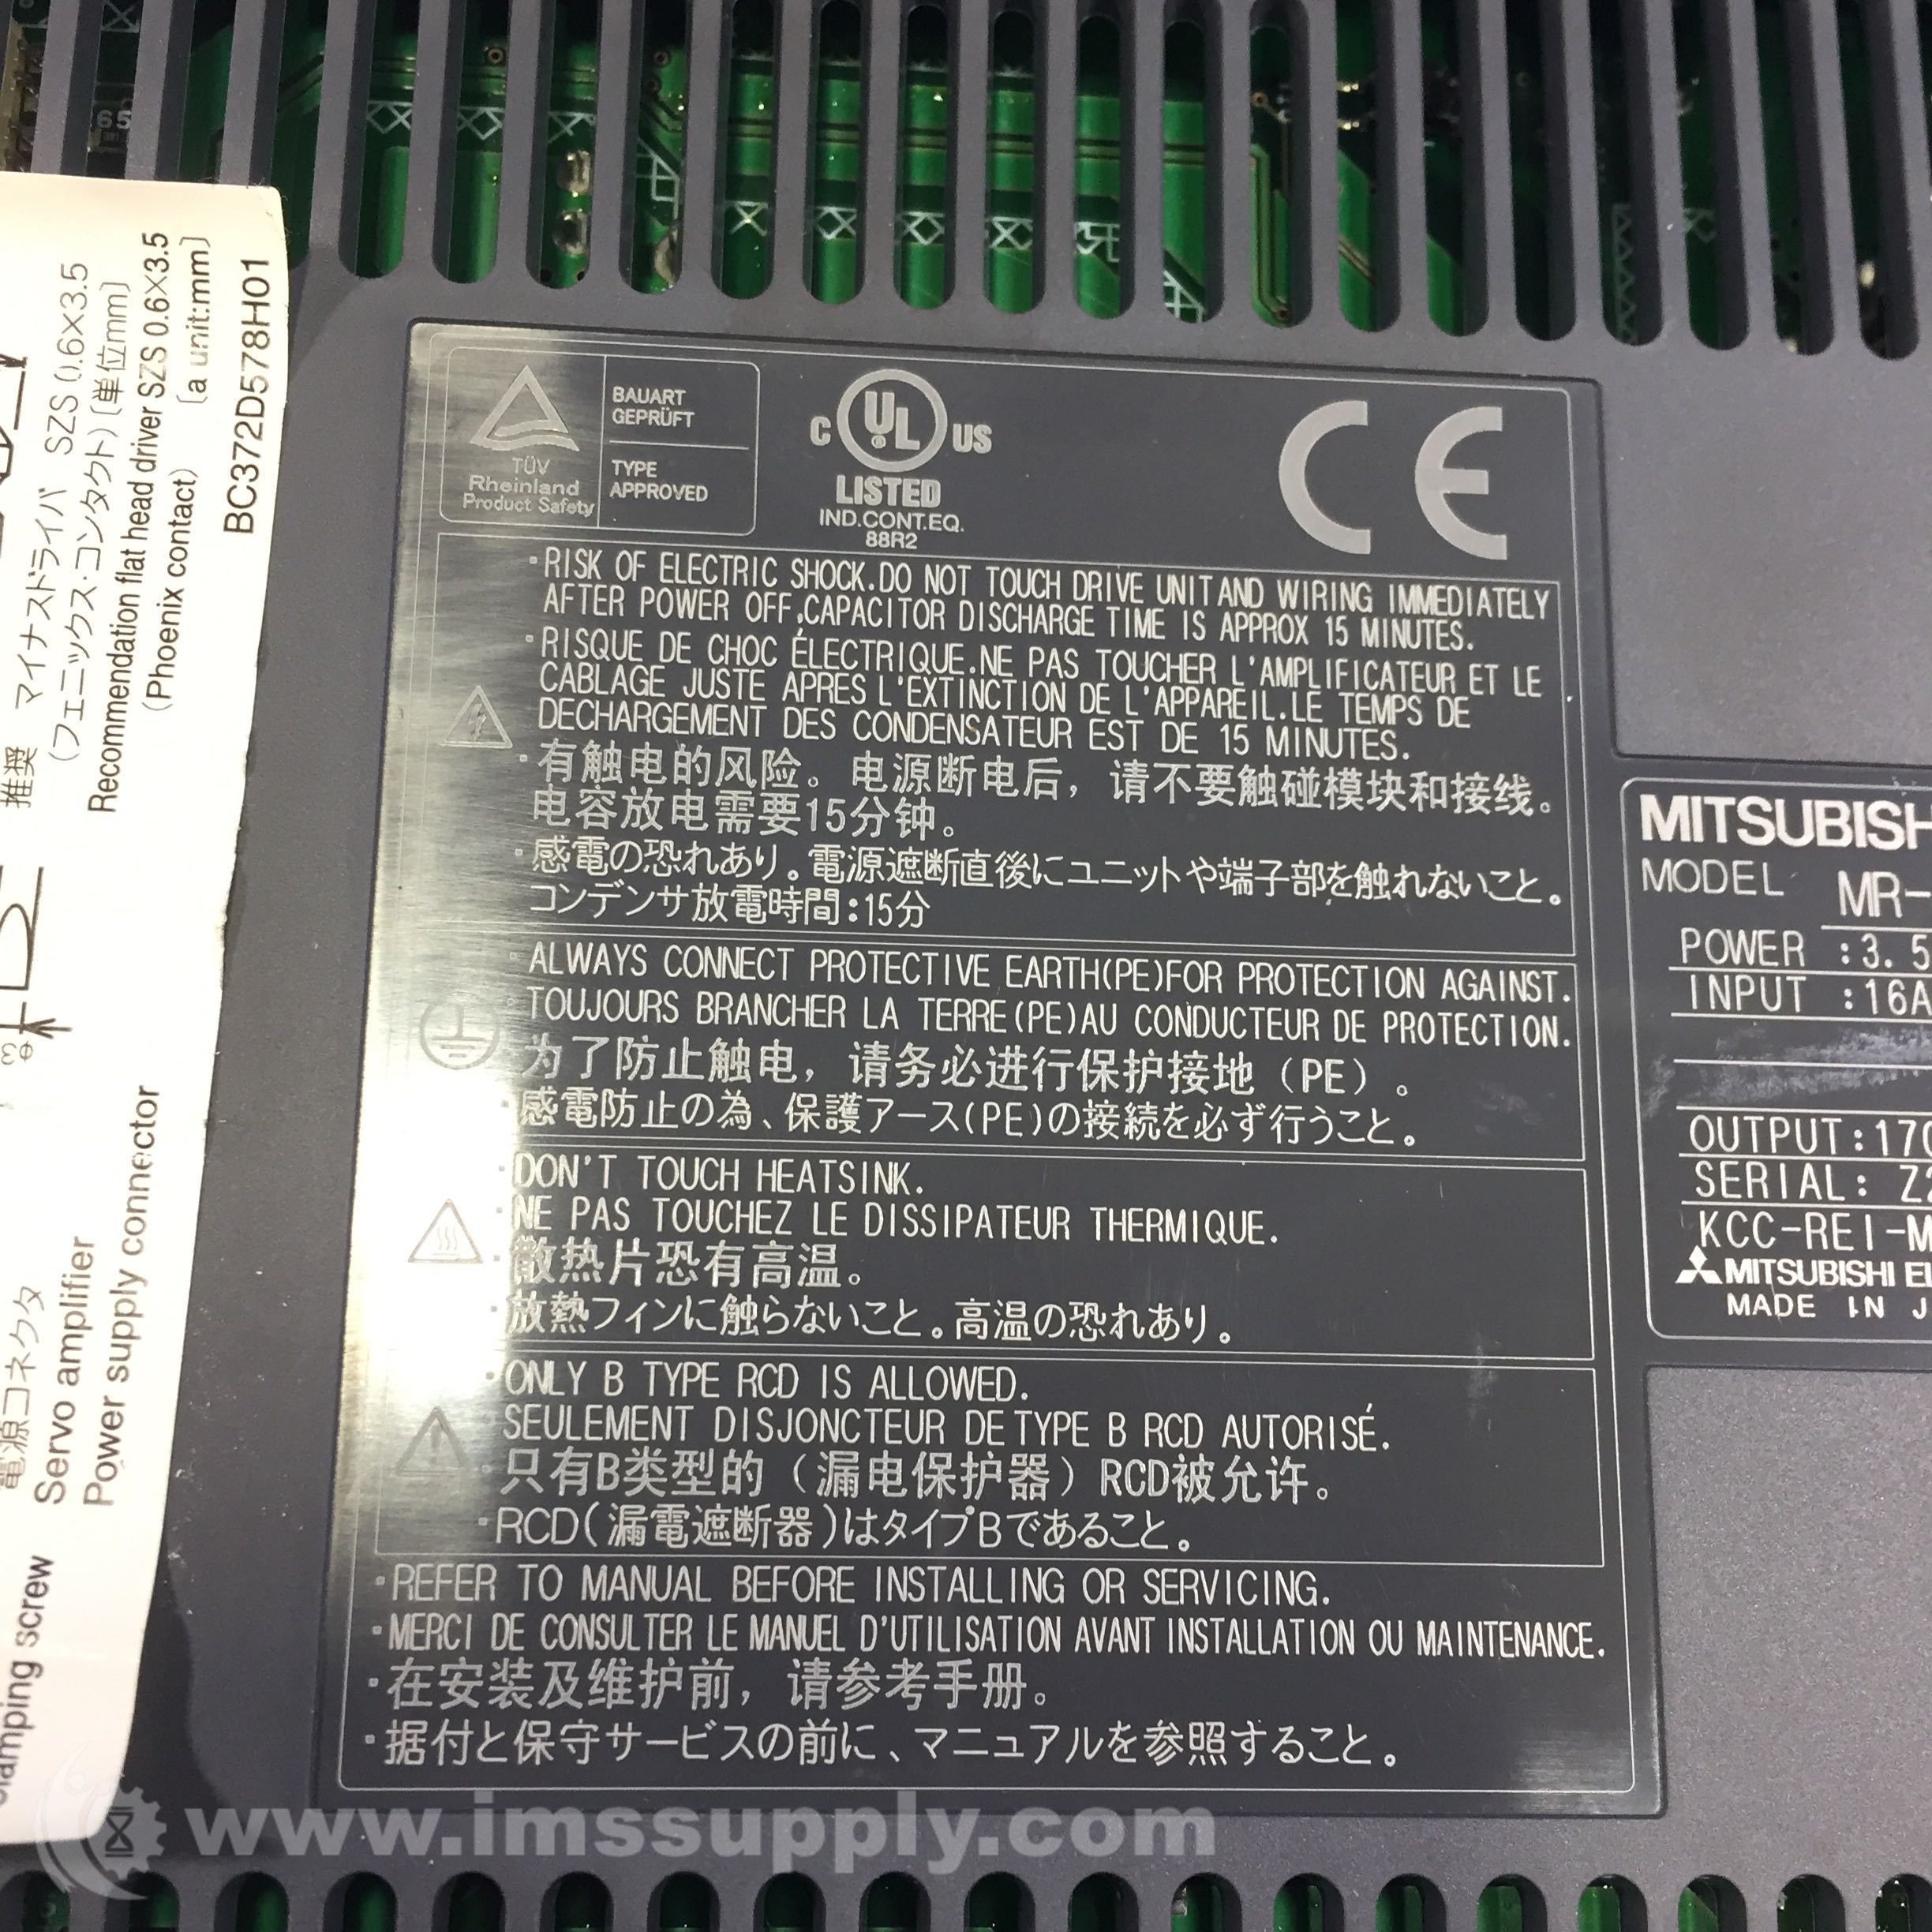 65
推奨 マイナスドライバ SZS 0.6×3.5
(フェニックス・コンタクト) [単位mm]
Recommendation flat head driver SZS 0.6×3.5
(Phoenix contact) [a unit:mm]
BC372D578H01
電源コネクタ
Servo amplifier
Power supply connector
clamping screw
TÜV
Rheinland
Product Safety
BAUART
GEPRÜFT
TYPE
APPROVED
C UL US
LISTED
IND.CONT.EQ.
88R2
CE
・RISK OF ELECTRIC SHOCK.DO NOT TOUCH DRIVE UNIT AND WIRING IMMEDIATELY
AFTER POWER OFF,CAPACITOR DISCHARGE TIME IS APPROX 15 MINUTES.
・RISQUE DE CHOC ÉLECTRIQUE.NE PAS TOUCHER L'AMPLIFICATEUR ET LE
CABLAGE JUSTE APRES L'EXTINCTION DE L'APPAREIL.LE TEMPS DE
DECHARGEMENT DES CONDENSATEUR EST DE 15 MINUTES.
・有触电的风险。电源断电后，请不要触碰模块和接线。
电容放电需要15分钟。
・感電の恐れあり。電源遮断直後にユニットや端子部を触れないこと。
コンデンサ放電時間:15分
・ALWAYS CONNECT PROTECTIVE EARTH(PE)FOR PROTECTION AGAINST.
・TOUJOURS BRANCHER LA TERRE(PE)AU CONDUCTEUR DE PROTECTION.
・为了防止触电，请务必进行保护接地（PE）。
・感電防止の為、保護アース(PE)の接続を必ず行うこと。
・DON'T TOUCH HEATSINK.
・NE PAS TOUCHEZ LE DISSIPATEUR THERMIQUE.
・散热片恐有高温。
・放熱フィンに触らないこと。高温の恐れあり。
・ONLY B TYPE RCD IS ALLOWED.
・SEULEMENT DISJONCTEUR DE TYPE B RCD AUTORISÉ.
・只有B类型的（漏电保护器）RCD被允许。
・RCD(漏電遮断器)はタイプBであること。
・REFER TO MANUAL BEFORE INSTALLING OR SERVICING.
・MERCI DE CONSULTER LE MANUEL D'UTILISATION AVANT INSTALLATION OU MAINTENANCE.
・在安装及维护前，请参考手册。
・据付と保守サービスの前に、マニュアルを参照すること。
MITSUBISH
MODEL MR-
POWER :3.5
INPUT :16A
OUTPUT:170
SERIAL: Z2
KCC-REI-M
MITSUBISHI EL
MADE IN J
www.imssupply.com